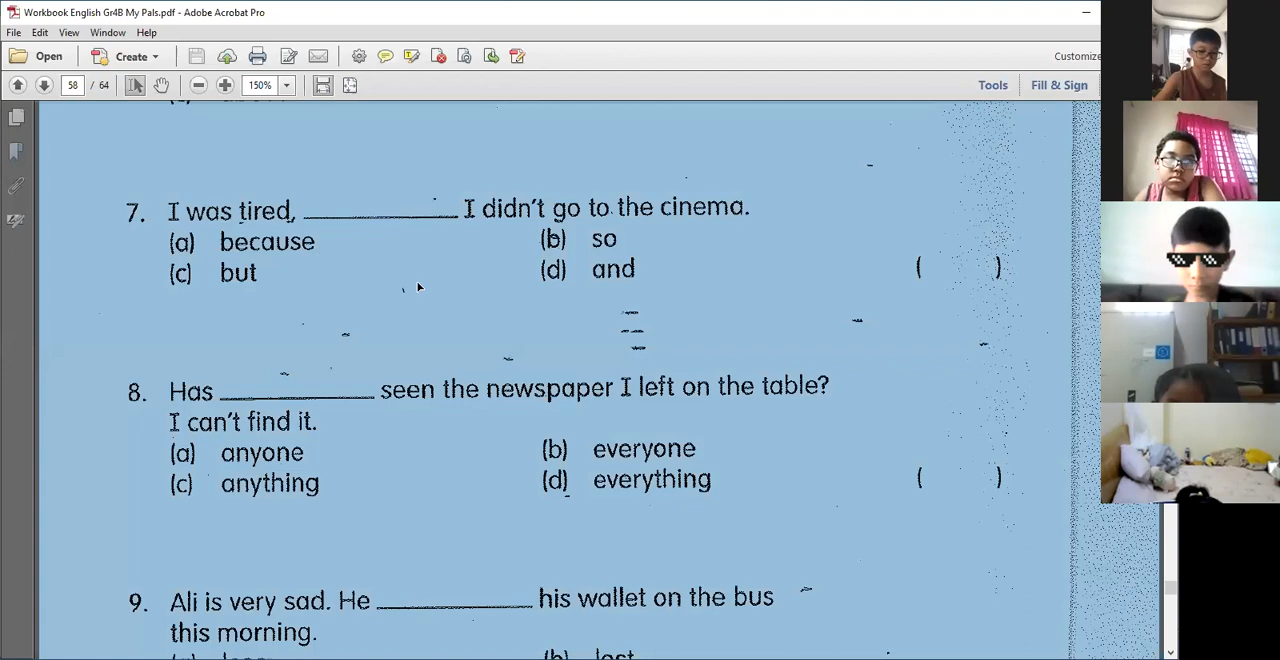 Workbook English Gr4B My Pals.pdf - Adobe Acrobat Pro
File Edit View Window Help
Open Create Customize
58 / 64 150% Tools Fill & Sign
7. I was tired, ____________ I didn't go to the cinema.
(a) because (b) so
(c) but (d) and ( )
8. Has ____________ seen the newspaper I left on the table?
I can't find it.
(a) anyone (b) everyone
(c) anything (d) everything ( )
9. Ali is very sad. He ____________ his wallet on the bus
this morning.
(b) lost